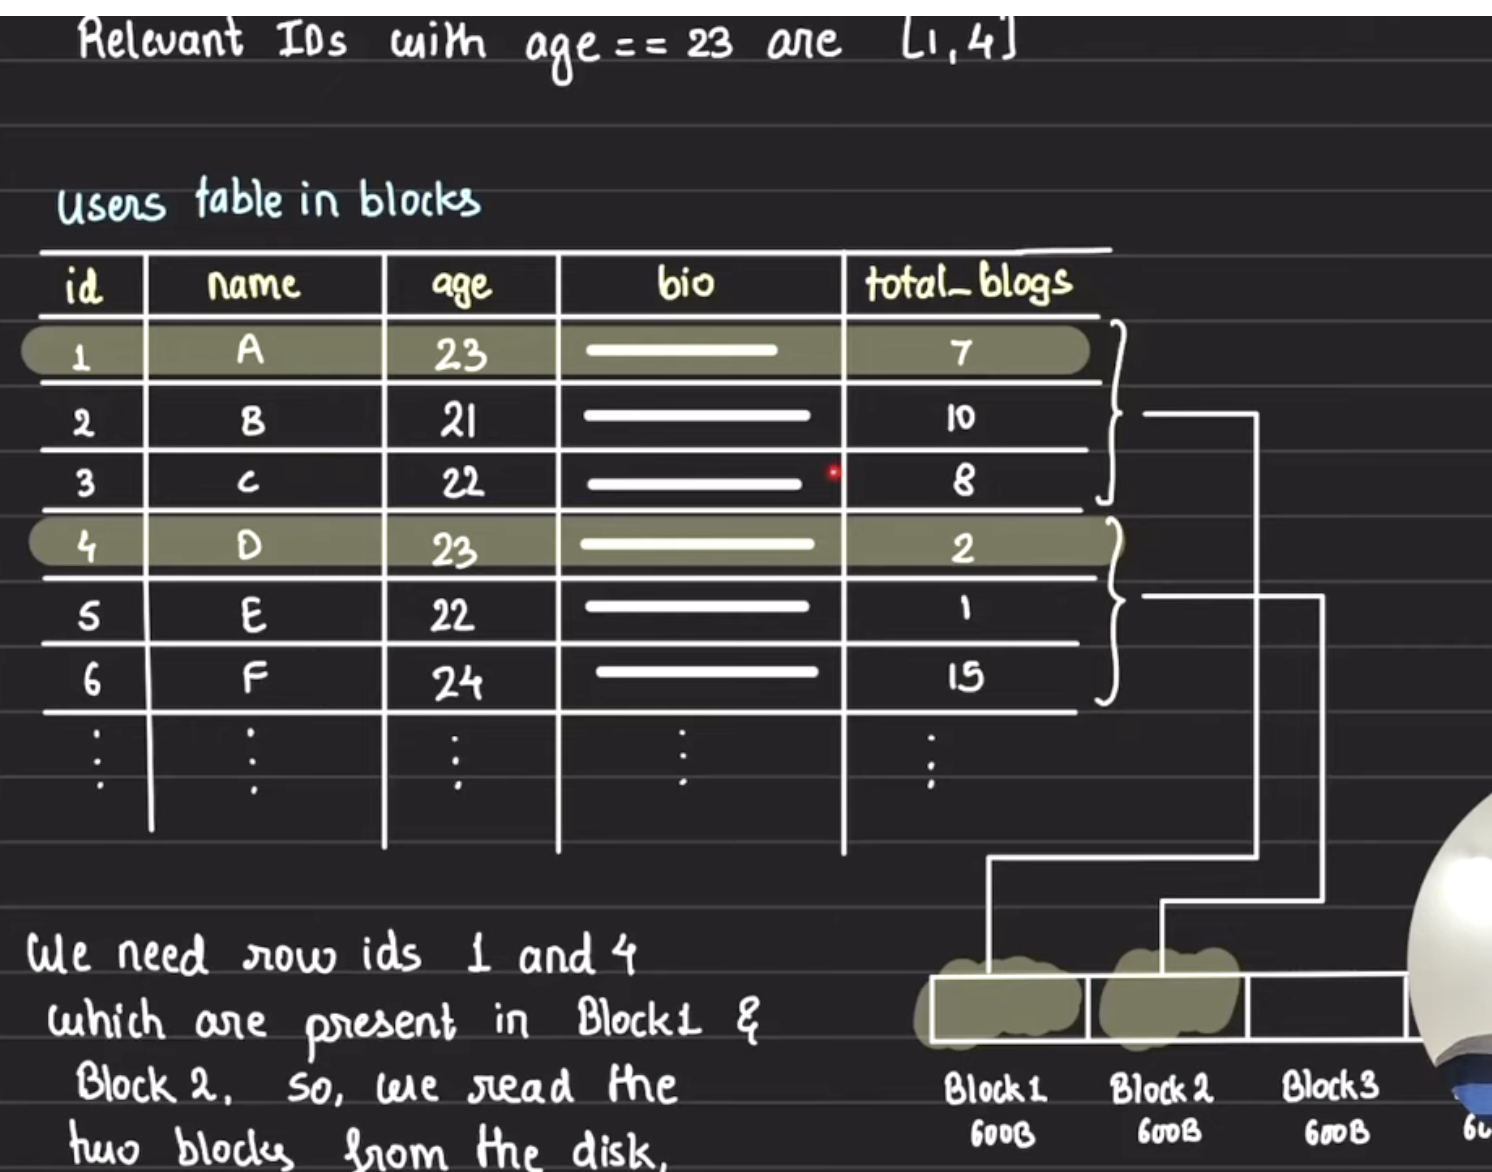 Relevant IDs with age == 23 are [1, 4]
users table in blocks
id name age bio total_blogs
1 A 23 7
2 B 21 10
3 C 22 8
4 D 23 2
5 E 22 1
6 F 24 15
We need row ids 1 and 4
which are present in Block1 &
Block 2. so, we read the
two blocks from the disk.
Block 1 Block 2 Block 3
600B 600B 600B